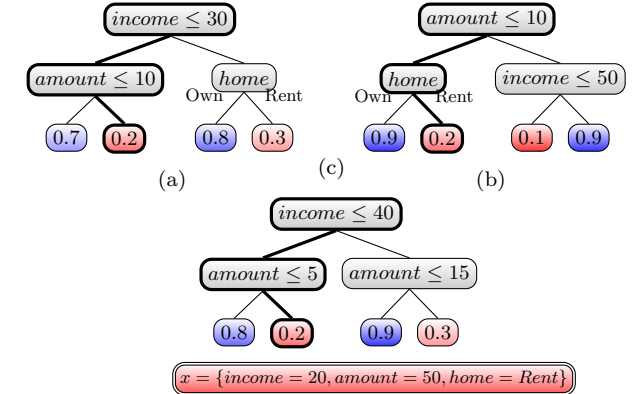 income ≤ 30
amount ≤ 10
home
Own
Rent
0.7
0.2
0.8
0.3
(a)
amount ≤ 10
home
income ≤ 50
Own
Rent
0.9
0.2
0.1
0.9
(b)
(c)
income ≤ 40
amount ≤ 5
amount ≤ 15
0.8
0.2
0.9
0.3
x = {income = 20, amount = 50, home = Rent}